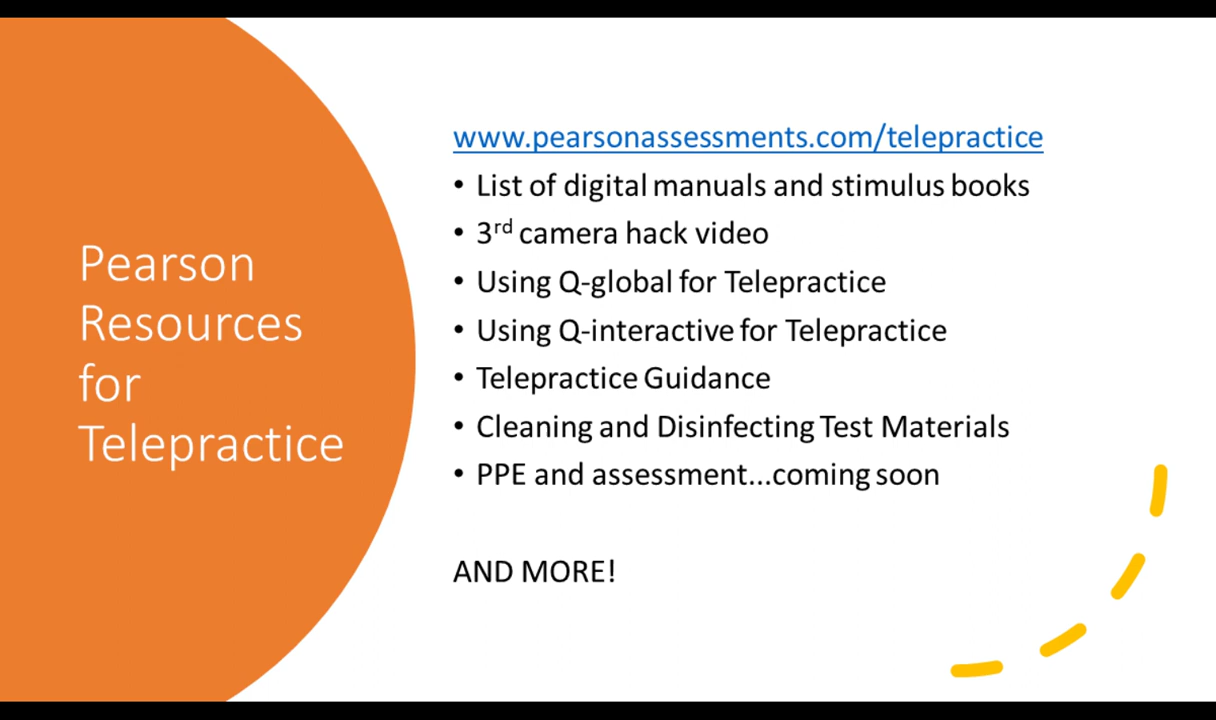 Pearson
Resources
for
Telepractice
www.pearsonassessments.com/telepractice
• List of digital manuals and stimulus books
• 3rd camera hack video
• Using Q-global for Telepractice
• Using Q-interactive for Telepractice
• Telepractice Guidance
• Cleaning and Disinfecting Test Materials
• PPE and assessment...coming soon
AND MORE!